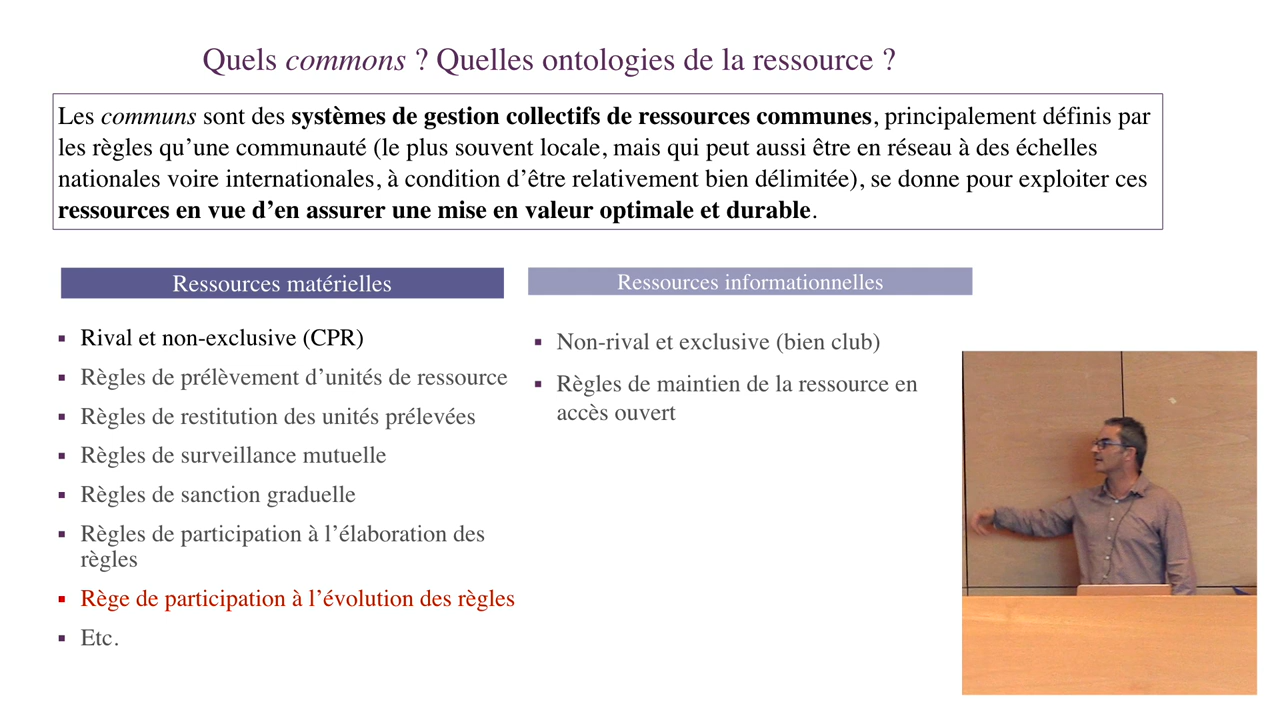 Quels commons ? Quelles ontologies de la ressource ?
Les communs sont des systèmes de gestion collectifs de ressources communes, principalement définis par
les règles qu’une communauté (le plus souvent locale, mais qui peut aussi être en réseau à des échelles
nationales voire internationales, à condition d’être relativement bien délimitée), se donne pour exploiter ces
ressources en vue d’en assurer une mise en valeur optimale et durable.
Ressources matérielles
▪ Rival et non-exclusive (CPR)
▪ Règles de prélèvement d’unités de ressource
▪ Règles de restitution des unités prélevées
▪ Règles de surveillance mutuelle
▪ Règles de sanction graduelle
▪ Règles de participation à l’élaboration des
règles
▪ Rège de participation à l’évolution des règles
▪ Etc.
Ressources informationnelles
▪ Non-rival et exclusive (bien club)
▪ Règles de maintien de la ressource en
accès ouvert